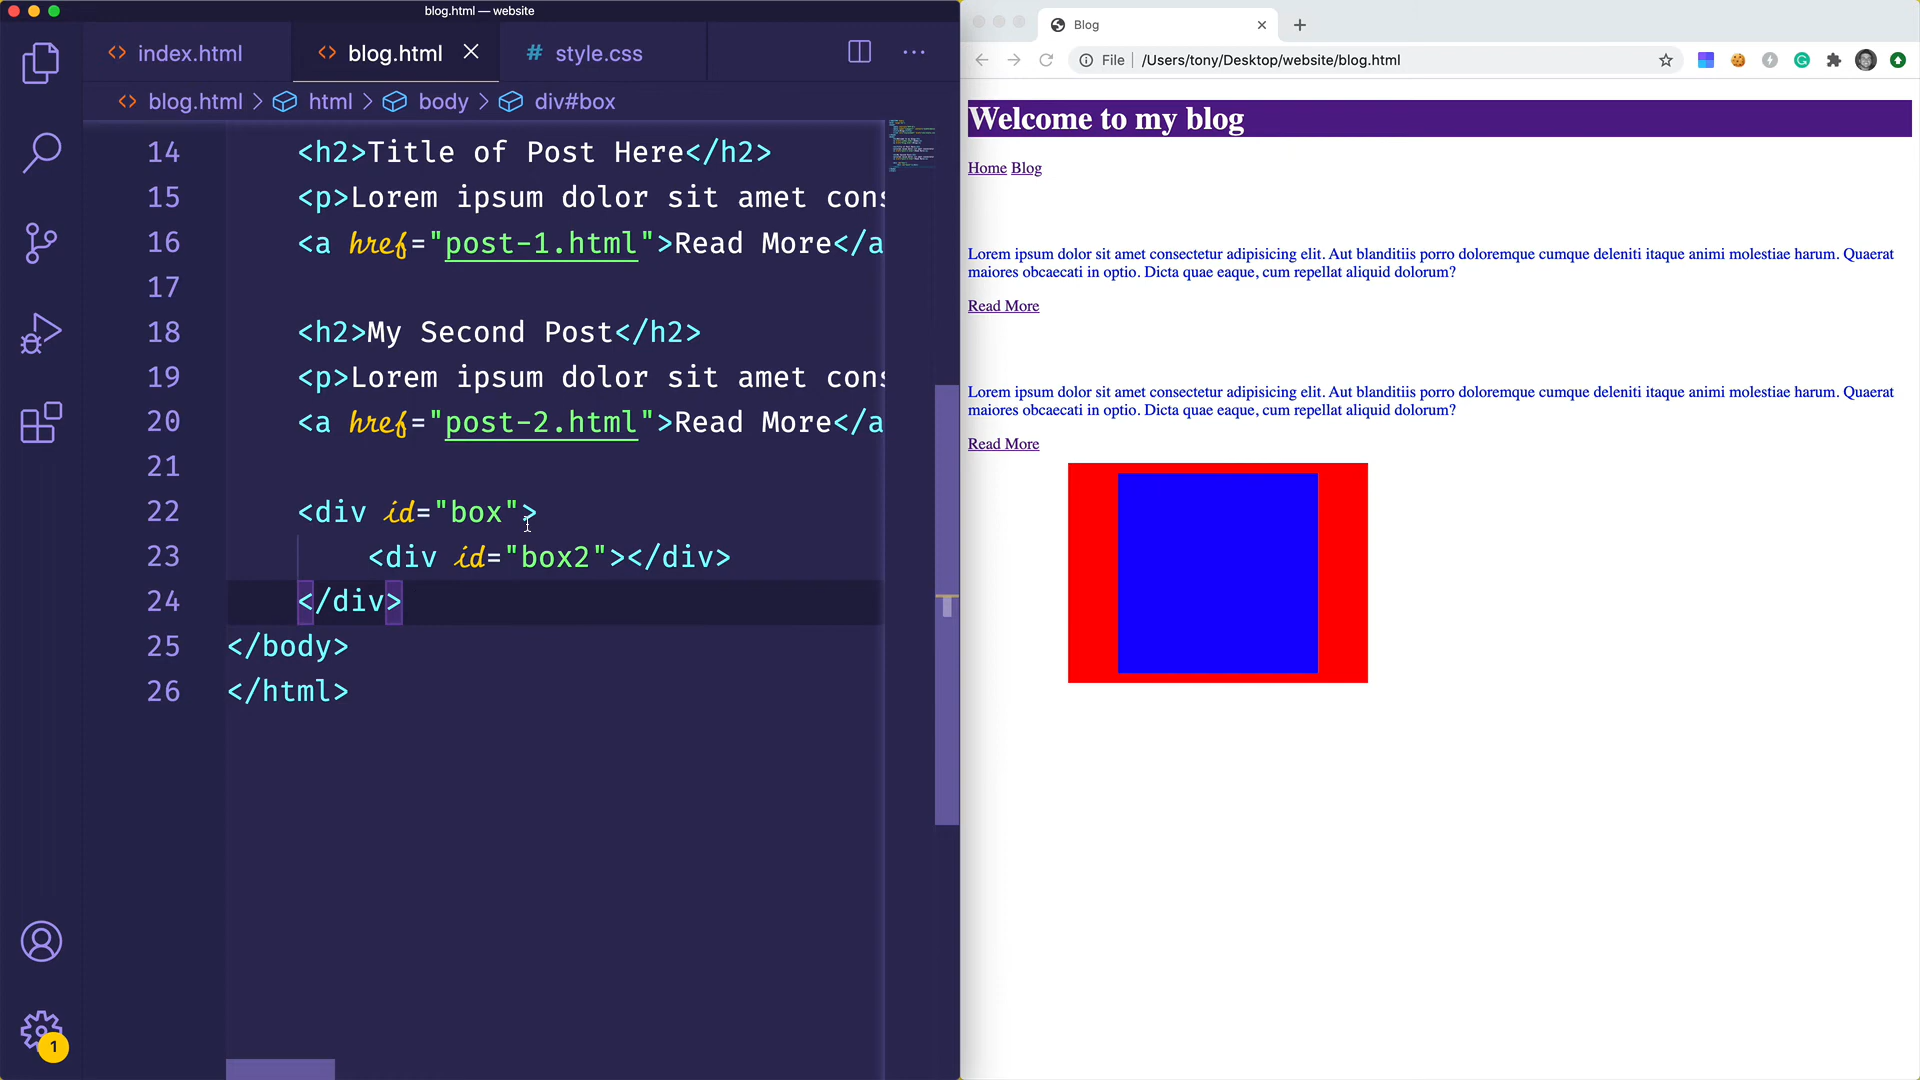 blog.html — website
index.html
blog.html
style.css
blog.html > html > body > div#box
14 <h2>Title of Post Here</h2>
15 <p>Lorem ipsum dolor sit amet cons
16 <a href="post-1.html">Read More</a
17
18 <h2>My Second Post</h2>
19 <p>Lorem ipsum dolor sit amet cons
20 <a href="post-2.html">Read More</a
21
22 <div id="box">
23 <div id="box2"></div>
24 </div>
25 </body>
26 </html>
1
Blog
File /Users/tony/Desktop/website/blog.html
Welcome to my blog
Home Blog
Lorem ipsum dolor sit amet consectetur adipisicing elit. Aut blanditiis porro doloremque cumque deleniti itaque animi molestiae harum. Quaerat
maiores obcaecati in optio. Dicta quae eaque, cum repellat aliquid dolorum?
Read More
Lorem ipsum dolor sit amet consectetur adipisicing elit. Aut blanditiis porro doloremque cumque deleniti itaque animi molestiae harum. Quaerat
maiores obcaecati in optio. Dicta quae eaque, cum repellat aliquid dolorum?
Read More